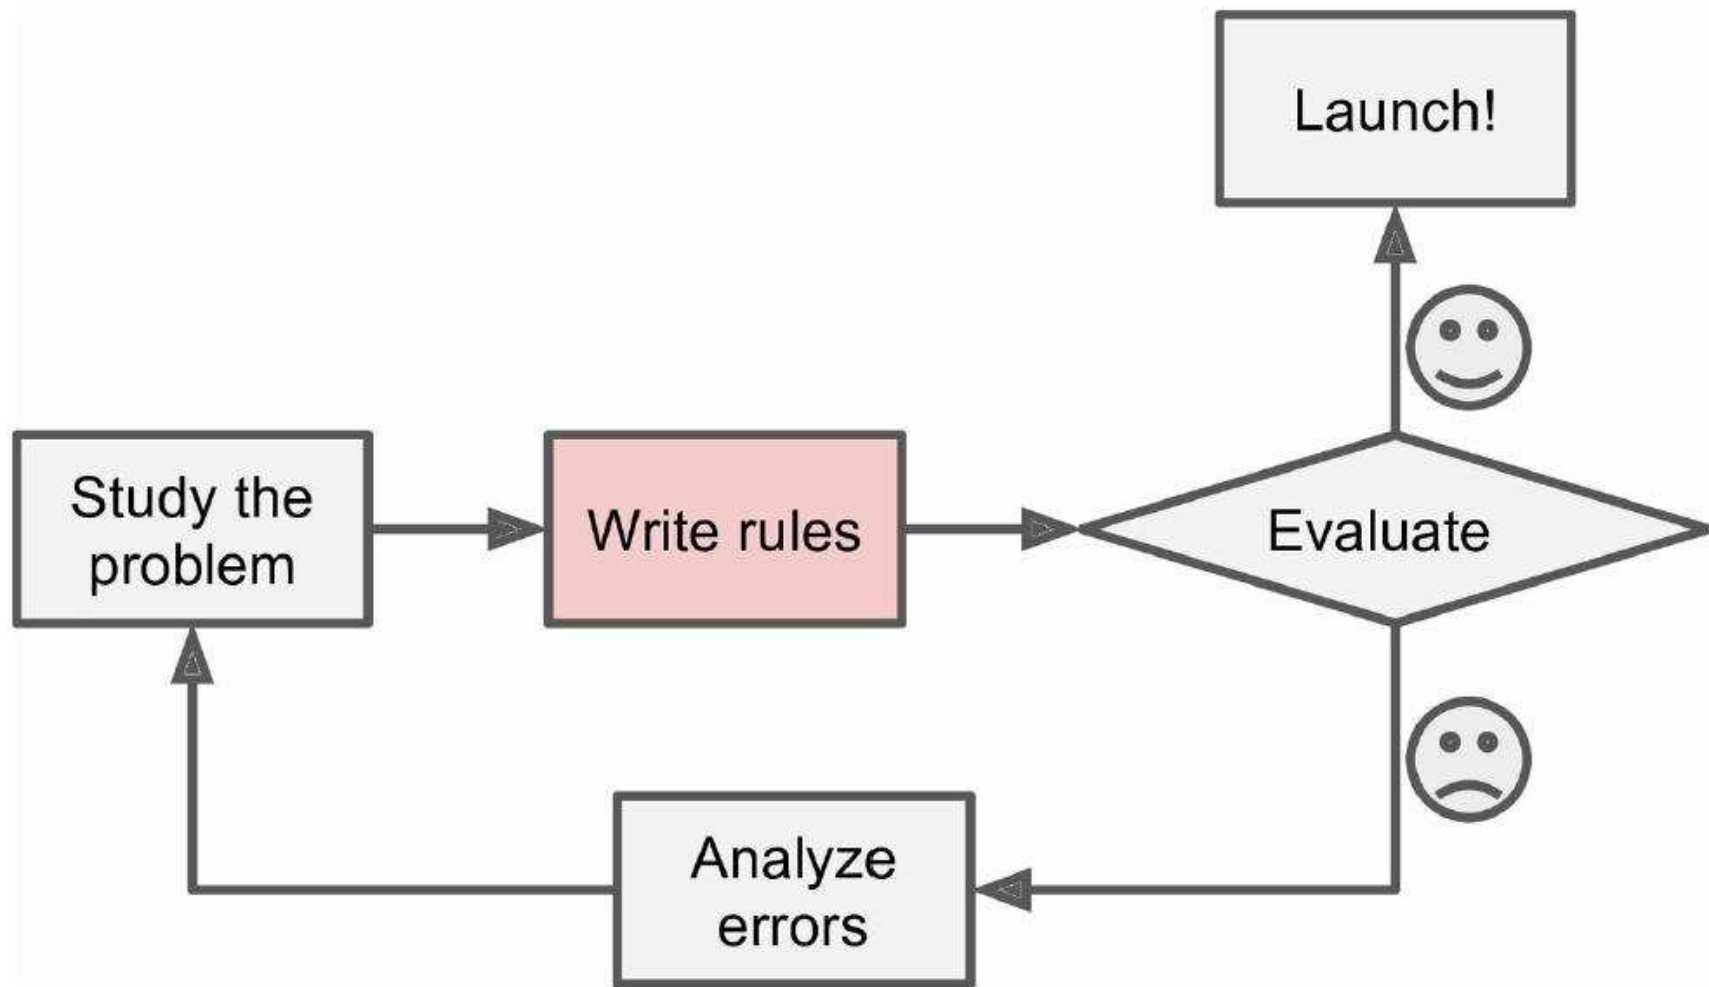 Launch!
Study the
problem
Write rules
Evaluate
Analyze
errors